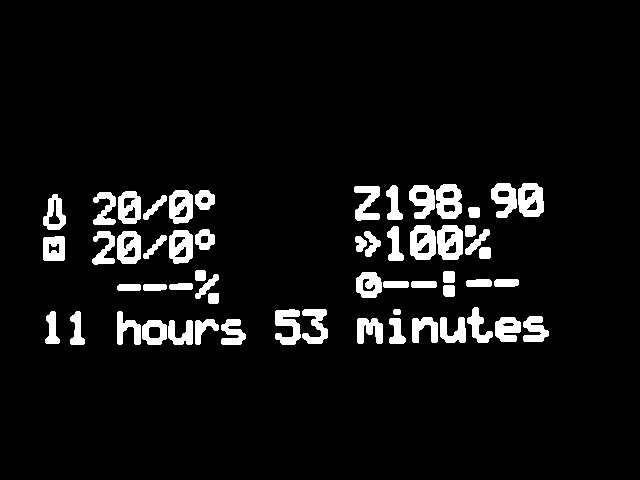 20/0° Z198.90
20/0° »100%
---% --:--
11 hours 53 minutes